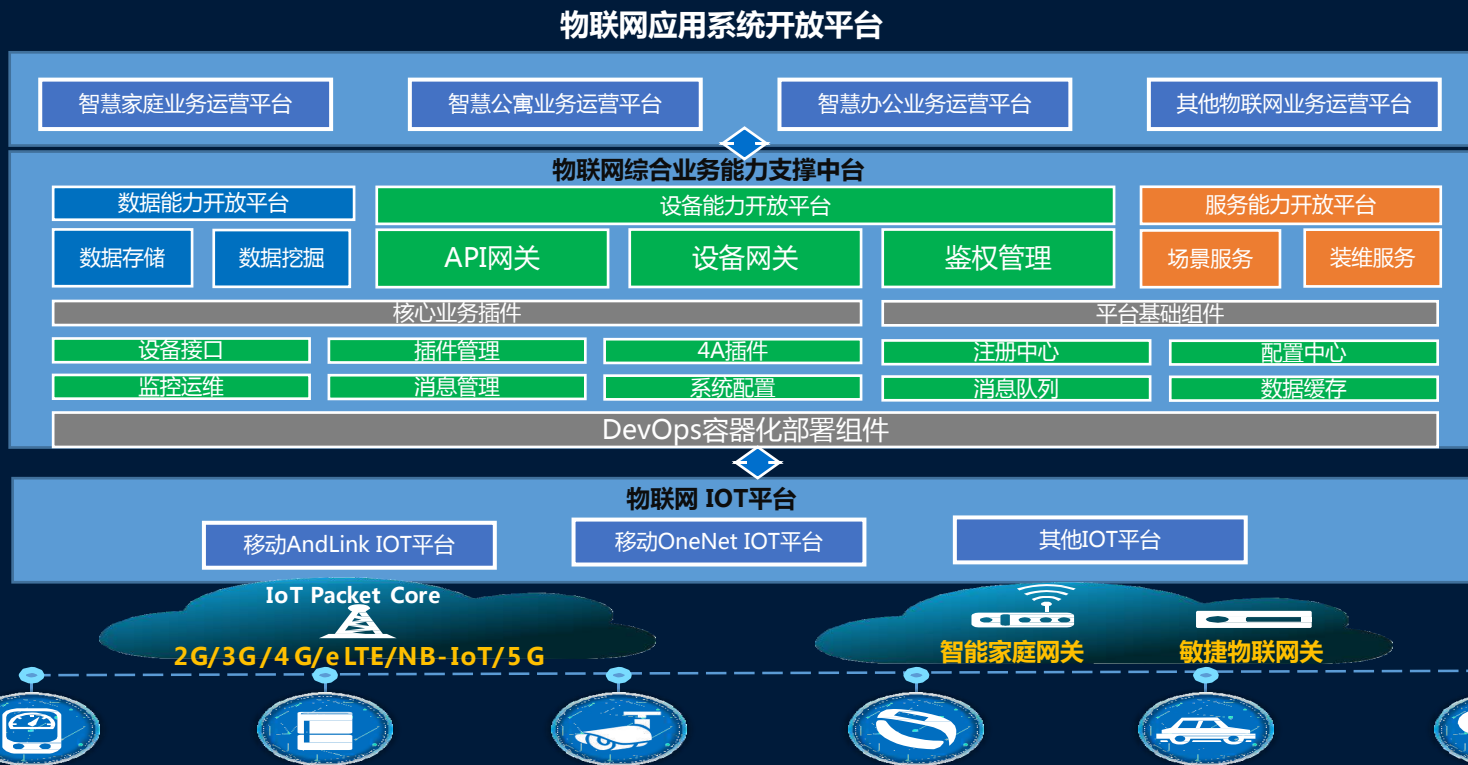 物联网应用系统开放平台
智慧家庭业务运营平台
智慧公寓业务运营平台
智慧办公业务运营平台
其他物联网业务运营平台
物联网综合业务能力支撑中台
数据能力开放平台
设备能力开放平台
服务能力开放平台
数据存储
数据挖掘
API网关
设备网关
鉴权管理
场景服务
装维服务
核心业务插件
平台基础组件
设备接口
插件管理
4A插件
注册中心
配置中心
监控运维
消息管理
系统配置
消息队列
数据缓存
DevOps容器化部署组件
物联网 IOT平台
移动AndLink IOT平台
移动OneNet IOT平台
其他IOT平台
IoT Packet Core
2G/3G/4G/eLTE/NB-IoT/5G
智能家庭网关
敏捷物联网关